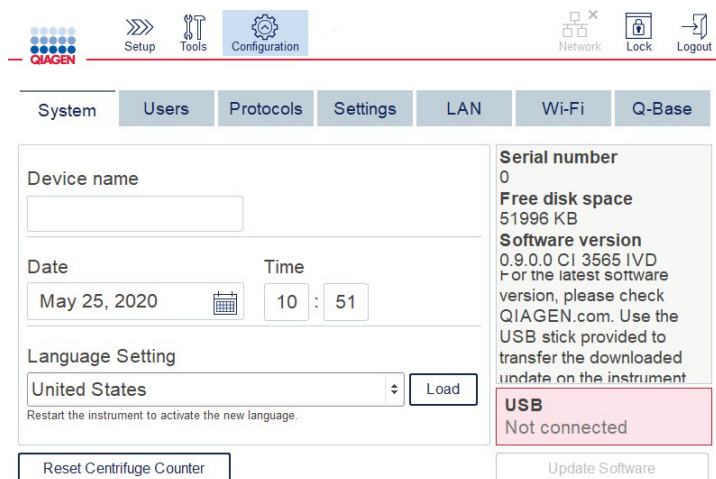 QIAGEN
Setup
Tools
Configuration
Network
Lock
Logout
System
Users
Protocols
Settings
LAN
Wi-Fi
Q-Base
Device name
Date
Time
May 25, 2020
10 : 51
Language Setting
United States
Load
Restart the instrument to activate the new language.
Reset Centrifuge Counter
Serial number
0
Free disk space
51996 KB
Software version
0.9.0.0 CI 3565 IVD
For the latest software
version, please check
QIAGEN.com. Use the
USB stick provided to
transfer the downloaded
update on the instrument
USB
Not connected
Update Software